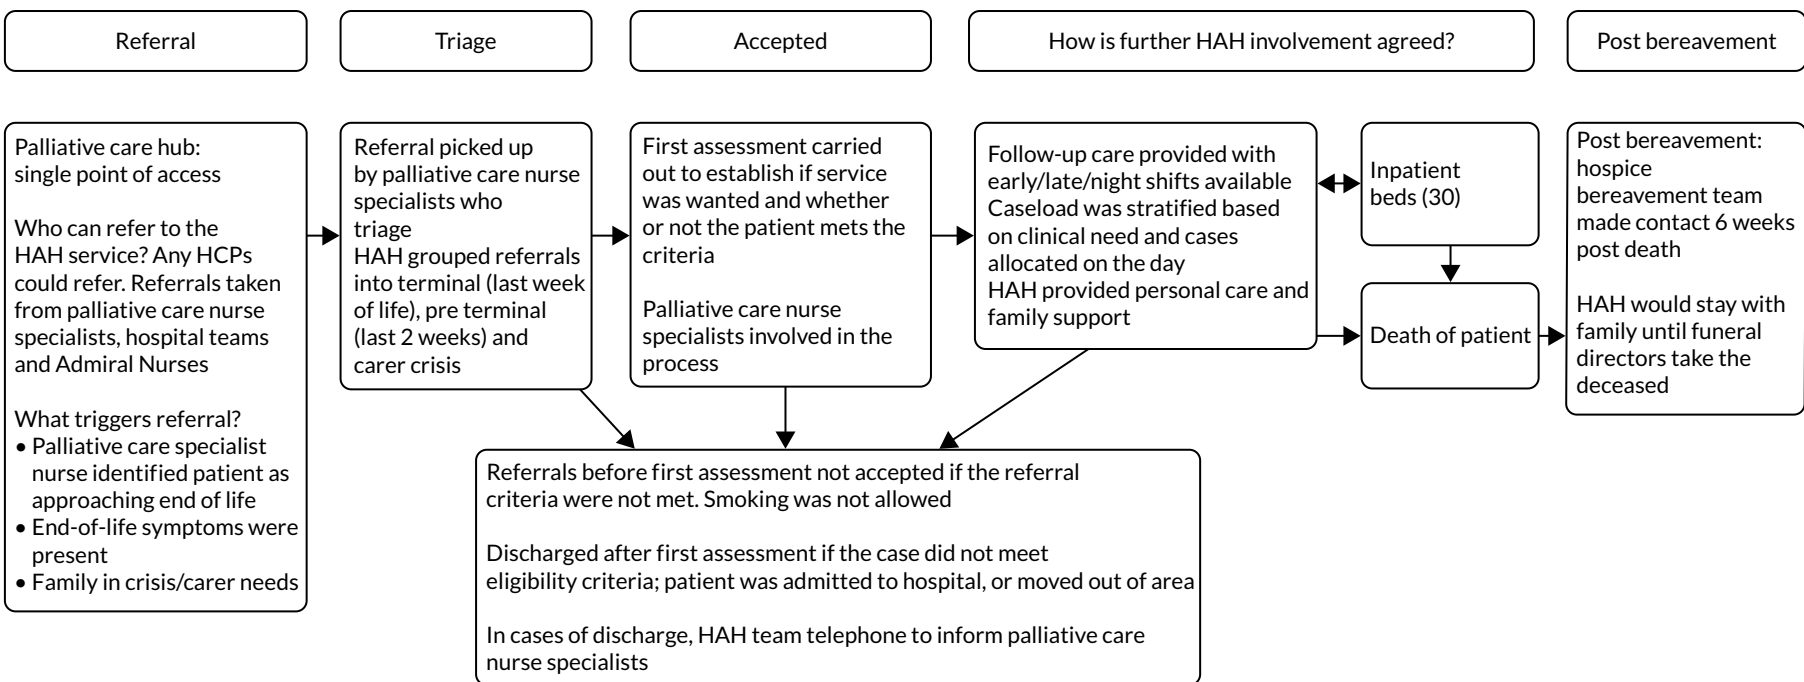 Referral
Triage
Accepted
How is further HAH involvement agreed?
Post bereavement
Palliative care hub:
single point of access
Who can refer to the
HAH service? Any HCPs
could refer. Referrals taken
from palliative care nurse
specialists, hospital teams
and Admiral Nurses
What triggers referral?
• Palliative care specialist
nurse identified patient as
approaching end of life
• End-of-life symptoms were
present
• Family in crisis/carer needs
Referral picked up
by palliative care nurse
specialists who
triage
HAH grouped referrals
into terminal (last week
of life), pre terminal
(last 2 weeks) and
carer crisis
First assessment carried
out to establish if service
was wanted and whether
or not the patient mets the
criteria
Palliative care nurse
specialists involved in the
process
Follow-up care provided with
early/late/night shifts available
Caseload was stratified based
on clinical need and cases
allocated on the day
HAH provided personal care and
family support
Inpatient
beds (30)
Death of patient
Post bereavement:
hospice
bereavement team
made contact 6 weeks
post death
HAH would stay with
family until funeral
directors take the
deceased
Referrals before first assessment not accepted if the referral
criteria were not met. Smoking was not allowed
Discharged after first assessment if the case did not meet
eligibility criteria; patient was admitted to hospital, or moved out of area
In cases of discharge, HAH team telephone to inform palliative care
nurse specialists